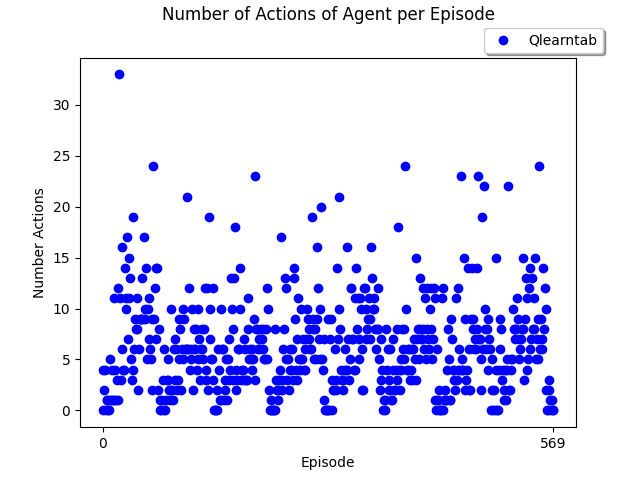 Number of Actions of Agent per Episode
Qlearntab
30
25
20
15
10
5
0
Number Actions
0
569
Episode